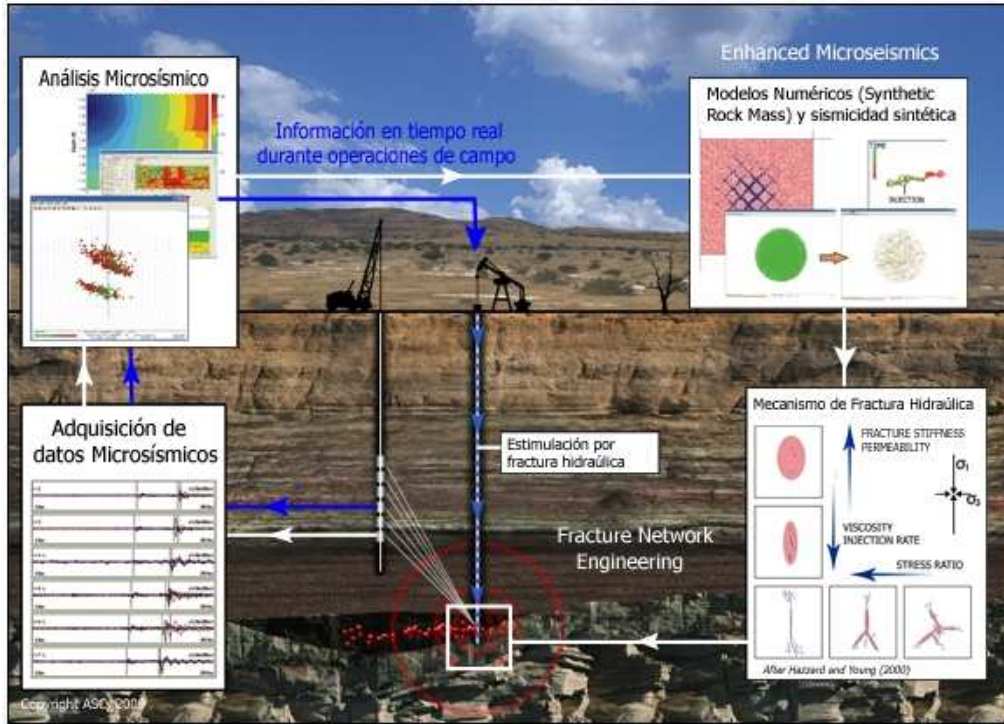 Análisis Microsísmico
Información en tiempo real
durante operaciones de campo
Enhanced Microseismics
Modelos Numéricos (Synthetic
Rock Mass) y sismicidad sintética
TIME
INJECTION
Adquisición de
datos Microsísmicos
Estimulación por
fractura hidraúlica
Fracture Network
Engineering
Mecanismo de Fractura Hidraúlica
FRACTURE STIFFNESS
PERMEABILITY
σ₁
σ₃
VISCOSITY
INJECTION RATE
STRESS RATIO
After Hazzard and Young (2000)
Copyright ASC,